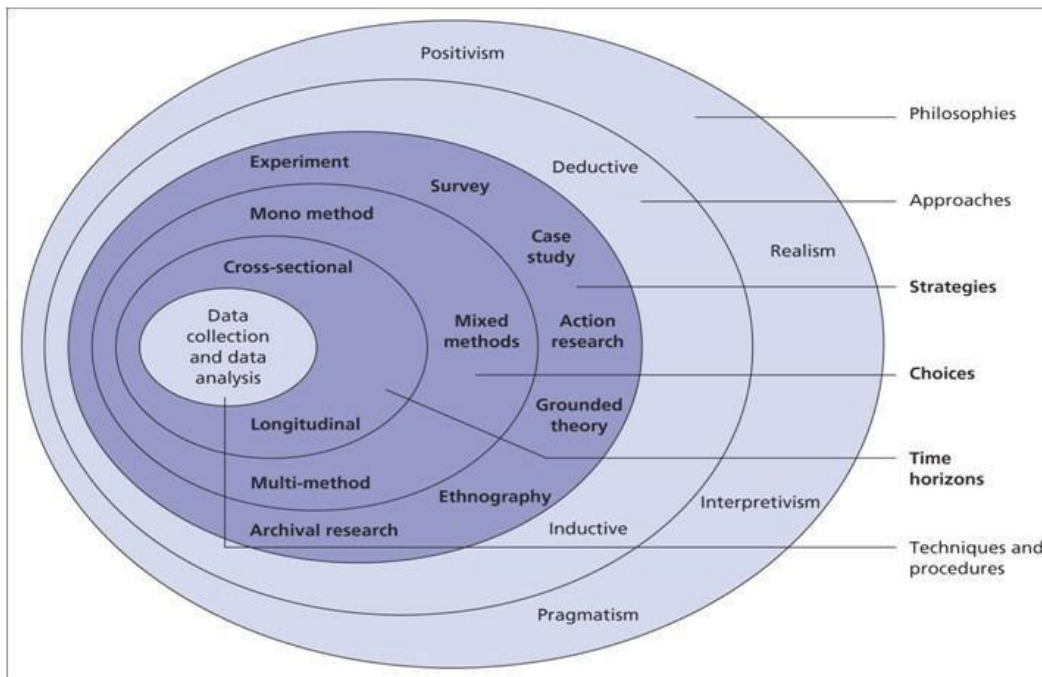 Positivism
Philosophies
Experiment
Deductive
Survey
Approaches
Mono method
Case
study
Realism
Cross-sectional
Strategies
Data
collection
and data
analysis
Mixed
methods
Action
research
Choices
Longitudinal
Grounded
theory
Time
horizons
Multi-method
Ethnography
Interpretivism
Archival research
Inductive
Techniques and
procedures
Pragmatism